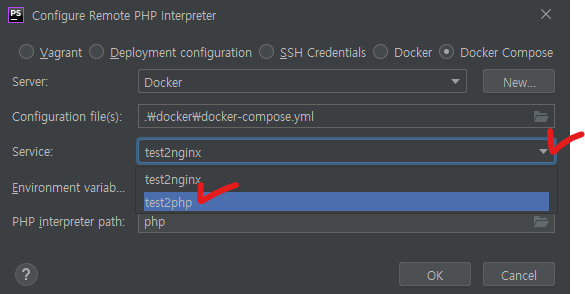 PS Configure Remote PHP Interpreter
Vagrant Deployment configuration SSH Credentials Docker Docker Compose
Server: Docker New...
Configuration file(s): .₩docker₩docker-compose.yml
Service: test2nginx
test2nginx
Environment variab...
test2php
PHP interpreter path: php
? OK Cancel